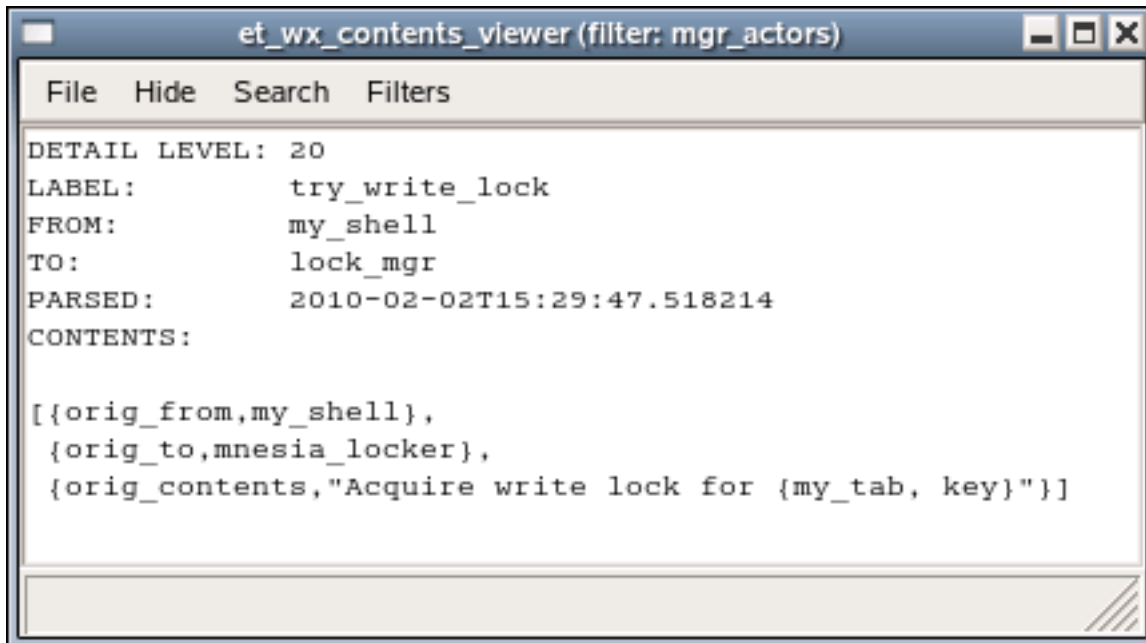 et_wx_contents_viewer (filter: mgr_actors)
File Hide Search Filters
DETAIL LEVEL: 20
LABEL: try_write_lock
FROM: my_shell
TO: lock_mgr
PARSED: 2010-02-02T15:29:47.518214
CONTENTS:
[{orig_from,my_shell},
{orig_to,mnesia_locker},
{orig_contents,"Acquire write lock for {my_tab, key}"}]